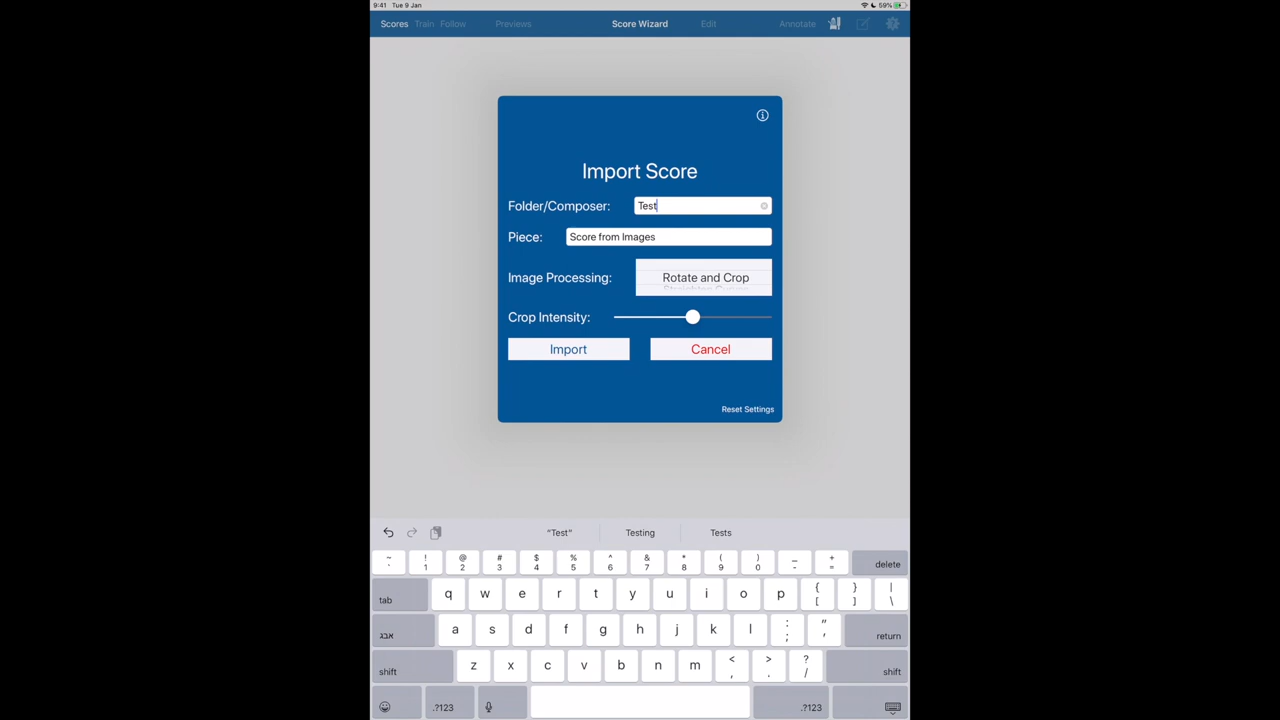 9:41 Tue 9 Jan 59%
Scores Train Follow Previews Score Wizard Edit Annotate
Import Score
Folder/Composer: Test
Piece: Score from Images
Image Processing: Rotate and Crop
Straighten Curves
Crop Intensity:
Import Cancel
Reset Settings
“Test” Testing Tests
~ ! @ # $ % ^ & * ( ) _ +
` 1 2 3 4 5 6 7 8 9 0 - = delete
tab q w e r t y u i o p { [ } ] | \
אבג a s d f g h j k l : ; “ ‘ return
shift z x c v b n m < , > . ? / shift
.?123 .?123